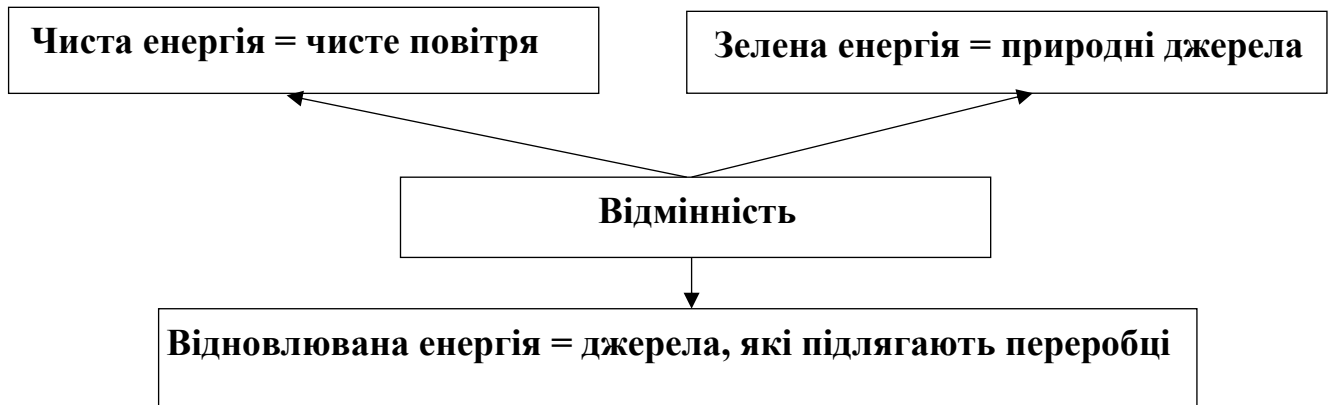 Чиста енергія = чисте повітря
Зелена енергія = природні джерела
Відмінність
Відновлювана енергія = джерела, які підлягають переробці